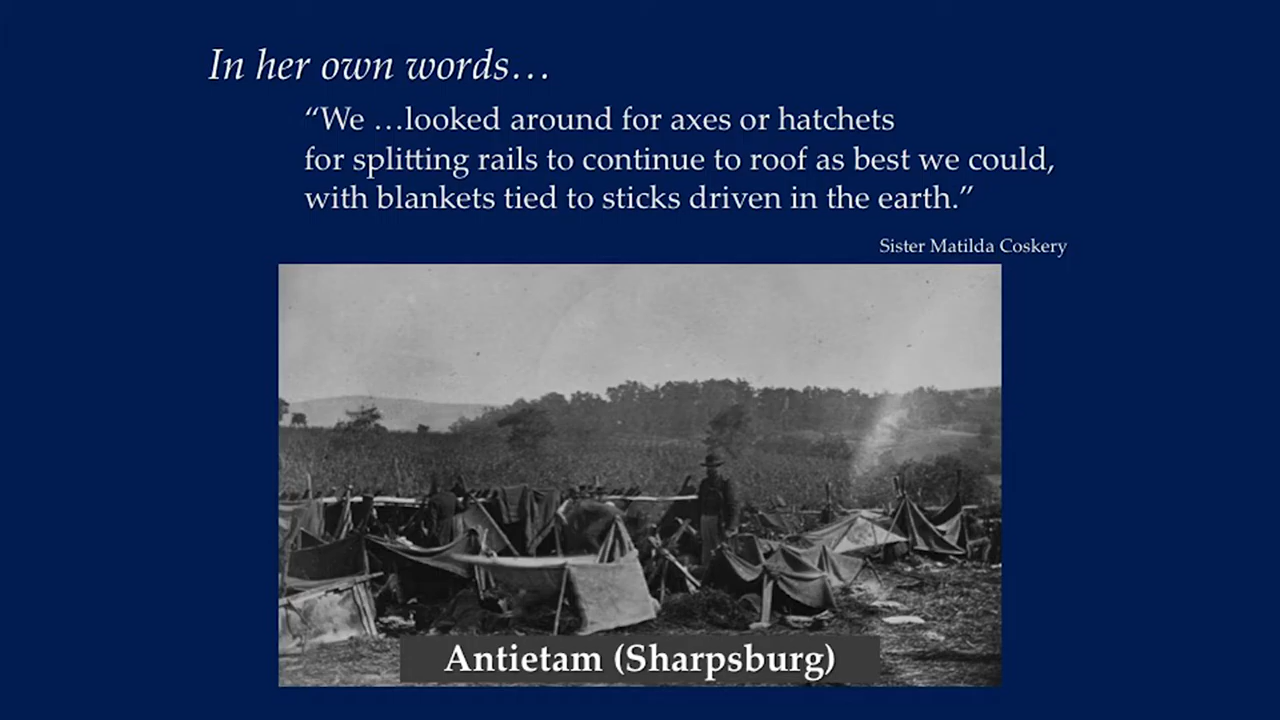 In her own words…
“We …looked around for axes or hatchets
for splitting rails to continue to roof as best we could,
with blankets tied to sticks driven in the earth.”
Sister Matilda Coskery
Antietam (Sharpsburg)